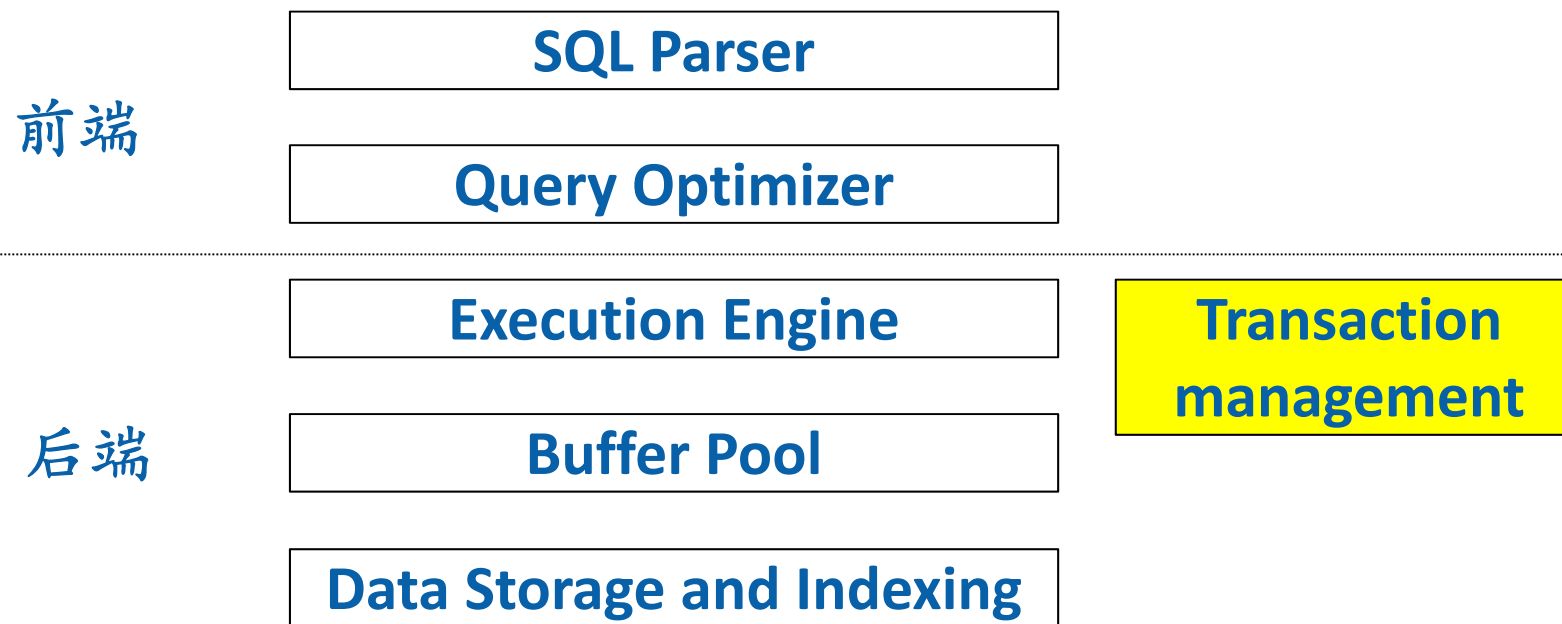 SQL Parser
前端
Query Optimizer
Execution Engine
Transaction
management
后端
Buffer Pool
Data Storage and Indexing